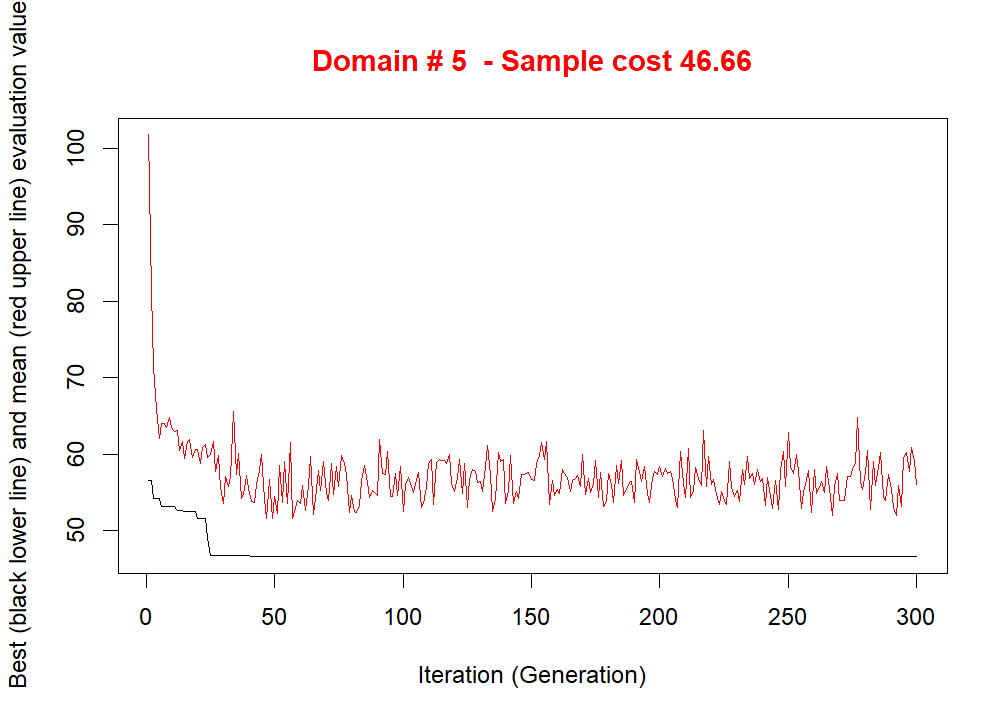 Domain # 5  - Sample cost 46.66
Best (black lower line) and mean (red upper line) evaluation value
100
90
80
70
60
50
0 50 100 150 200 250 300
Iteration (Generation)